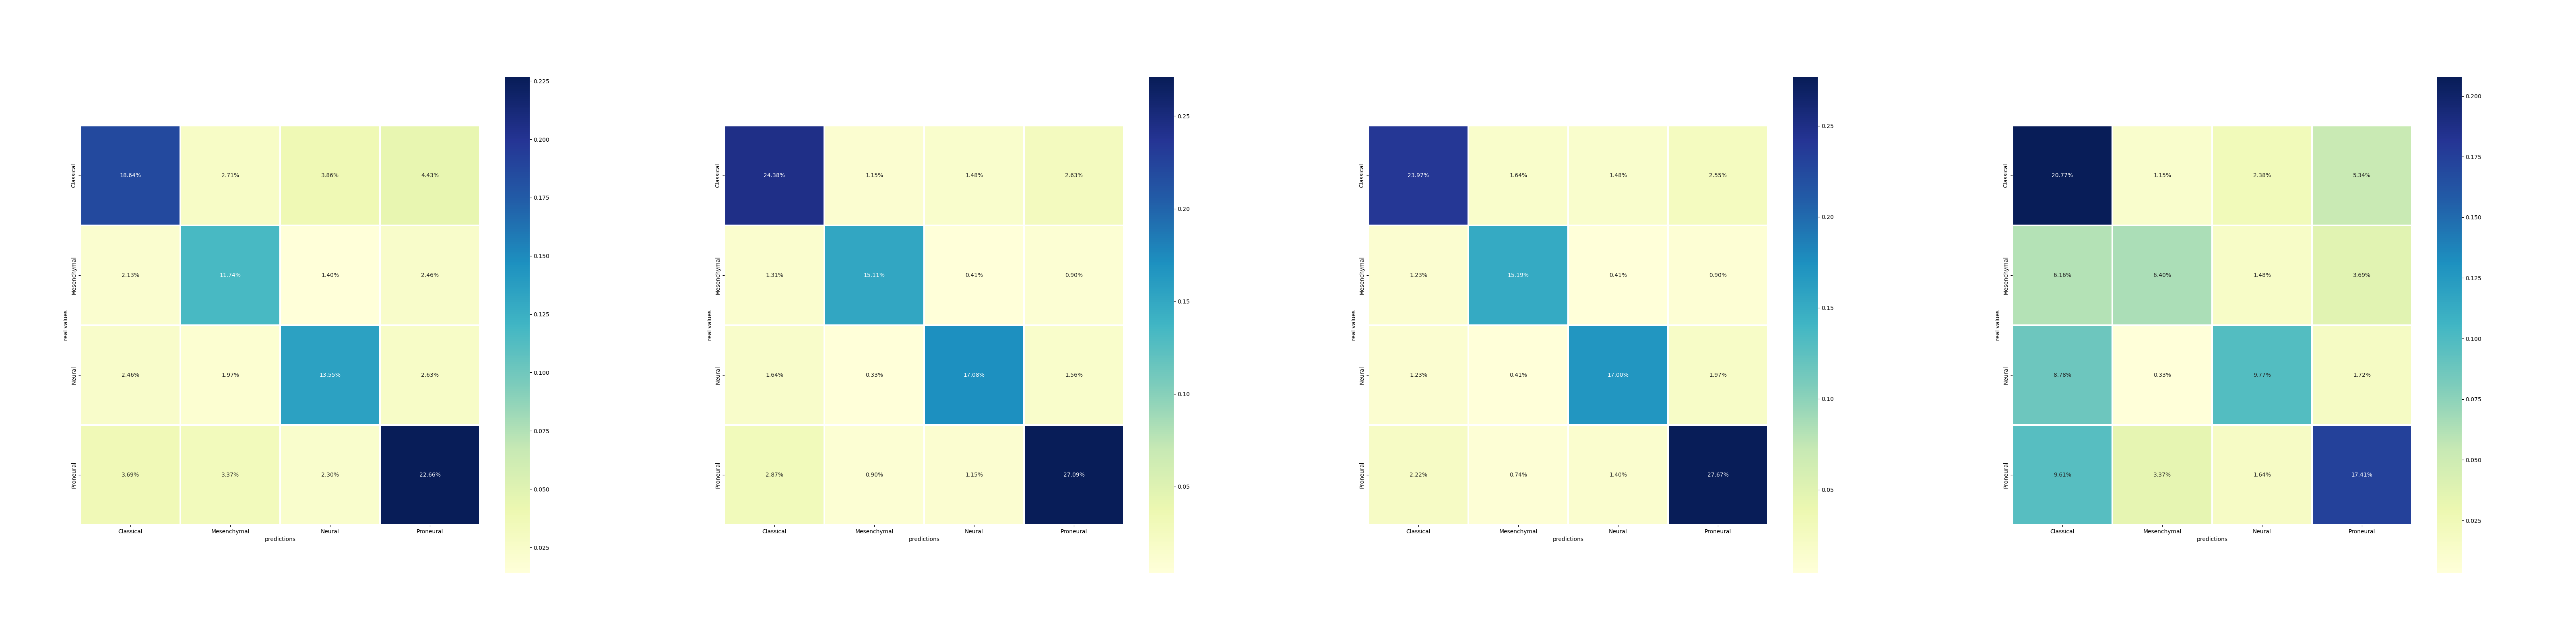 0.225
0.200
0.175
0.150
0.125
0.100
0.075
0.050
0.025
real values
Classical
Mesenchymal
Neural
Proneural
18.64% 2.71% 3.86% 4.43%
2.13% 11.74% 1.40% 2.46%
2.46% 1.97% 13.55% 2.63%
3.69% 3.37% 2.30% 22.66%
Classical Mesenchymal Neural Proneural
predictions
0.25
0.20
0.15
0.10
0.05
real values
Classical
Mesenchymal
Neural
Proneural
24.38% 1.15% 1.48% 2.63%
1.31% 15.11% 0.41% 0.90%
1.64% 0.33% 17.08% 1.56%
2.87% 0.90% 1.15% 27.09%
Classical Mesenchymal Neural Proneural
predictions
0.25
0.20
0.15
0.10
0.05
real values
Classical
Mesenchymal
Neural
Proneural
23.97% 1.64% 1.48% 2.55%
1.23% 15.19% 0.41% 0.90%
1.23% 0.41% 17.00% 1.97%
2.22% 0.74% 1.40% 27.67%
Classical Mesenchymal Neural Proneural
predictions
0.200
0.175
0.150
0.125
0.100
0.075
0.050
0.025
real values
Classical
Mesenchymal
Neural
Proneural
20.77% 1.15% 2.38% 5.34%
6.16% 6.40% 1.48% 3.69%
8.78% 0.33% 9.77% 1.72%
9.61% 3.37% 1.64% 17.41%
Classical Mesenchymal Neural Proneural
predictions